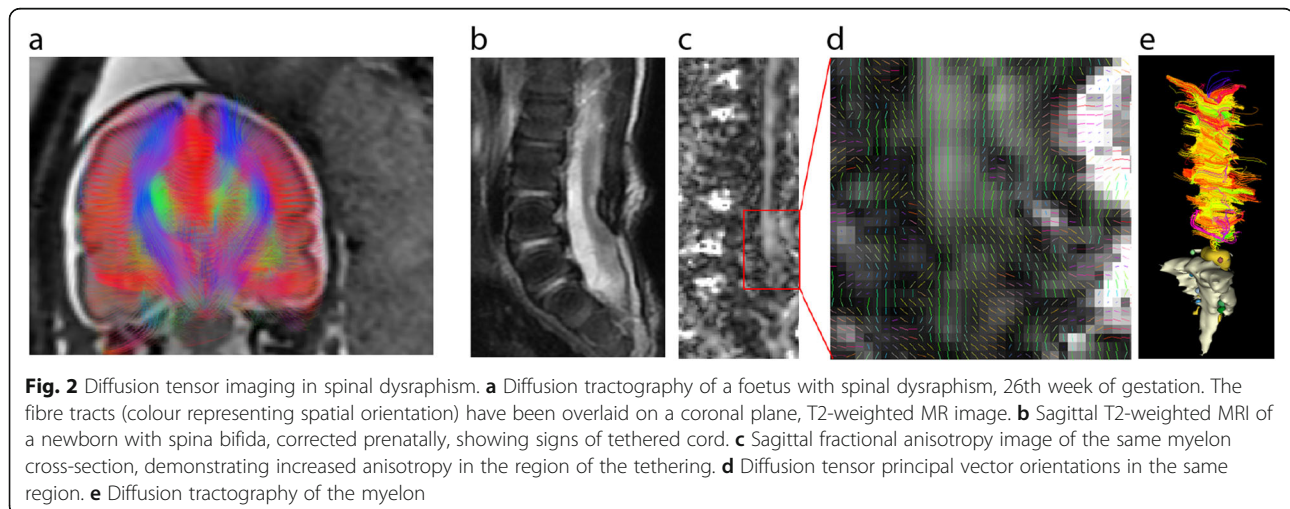 a
b
c
d
e
Fig. 2 Diffusion tensor imaging in spinal dysraphism. a Diffusion tractography of a foetus with spinal dysraphism, 26th week of gestation. The
fibre tracts (colour representing spatial orientation) have been overlaid on a coronal plane, T2-weighted MR image. b Sagittal T2-weighted MRI of
a newborn with spina bifida, corrected prenatally, showing signs of tethered cord. c Sagittal fractional anisotropy image of the same myelon
cross-section, demonstrating increased anisotropy in the region of the tethering. d Diffusion tensor principal vector orientations in the same
region. e Diffusion tractography of the myelon